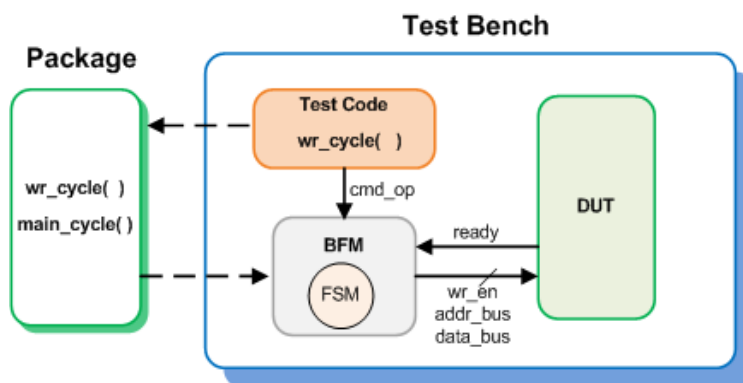 Test Bench
Package
Test Code
wr_cycle( )
wr_cycle( )
main_cycle( )
cmd_op
BFM
FSM
ready
wr_en
addr_bus
data_bus
DUT